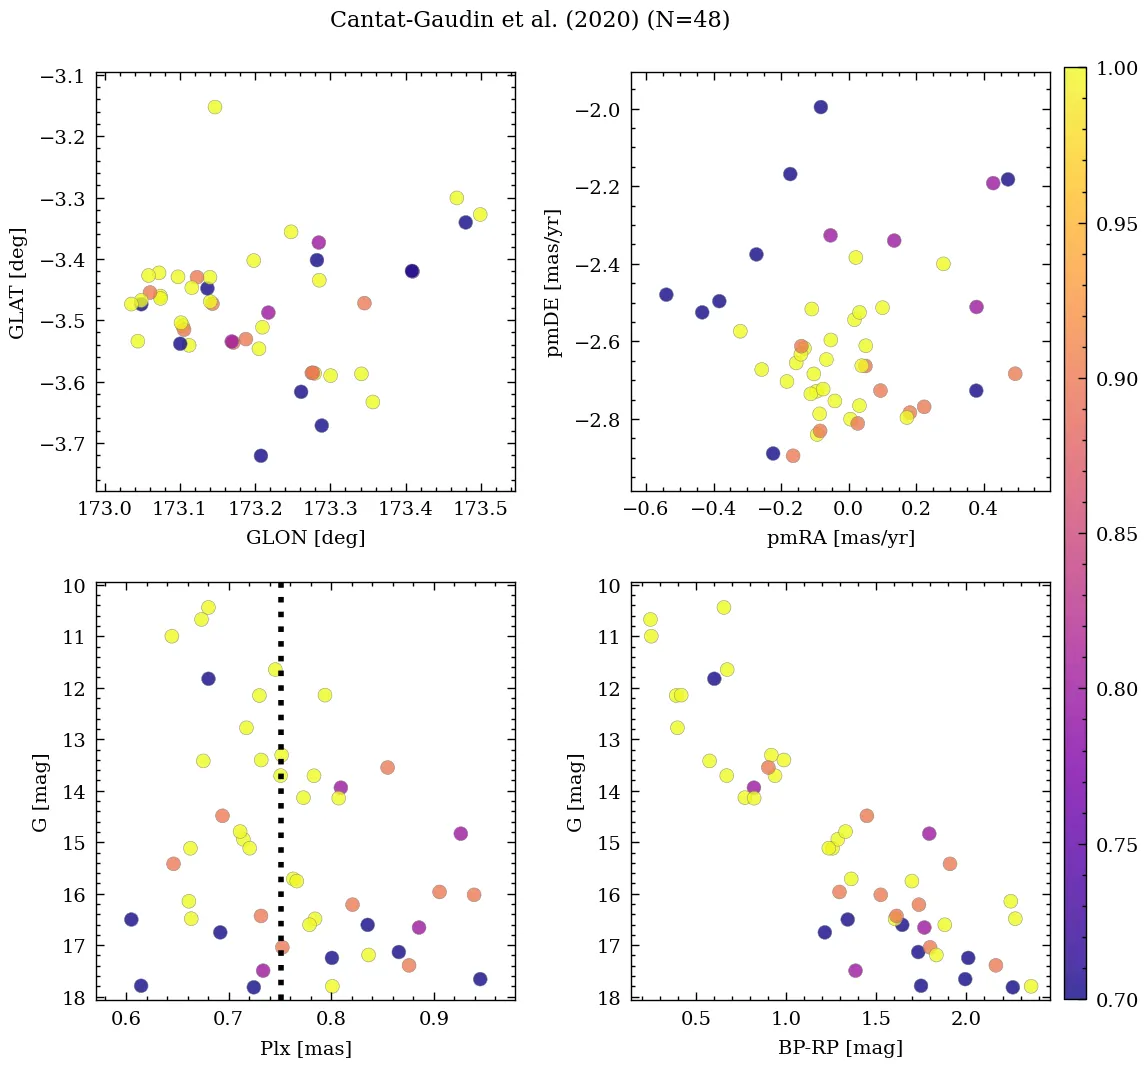 Cantat-Gaudin et al. (2020) (N=48)
−3.1
−3.2
−3.3
−3.4
−3.5
−3.6
−3.7
GLAT [deg]
173.0 173.1 173.2 173.3 173.4 173.5
GLON [deg]
−2.0
−2.2
−2.4
−2.6
−2.8
pmDE [mas/yr]
−0.6 −0.4 −0.2 0.0 0.2 0.4
pmRA [mas/yr]
1.00
0.95
0.90
0.85
0.80
0.75
0.70
10
11
12
13
14
15
16
17
18
G [mag]
0.6 0.7 0.8 0.9
Plx [mas]
10
11
12
13
14
15
16
17
18
G [mag]
0.5 1.0 1.5 2.0
BP-RP [mag]